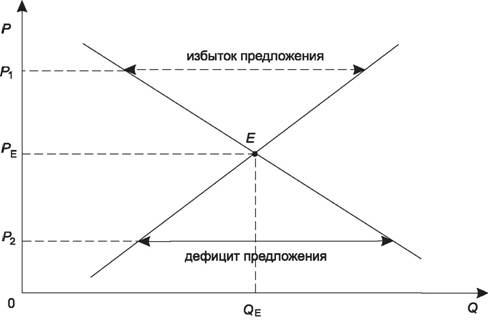 P
избыток предложения
P1
E
PE
P2
дефицит предложения
0
QE
Q